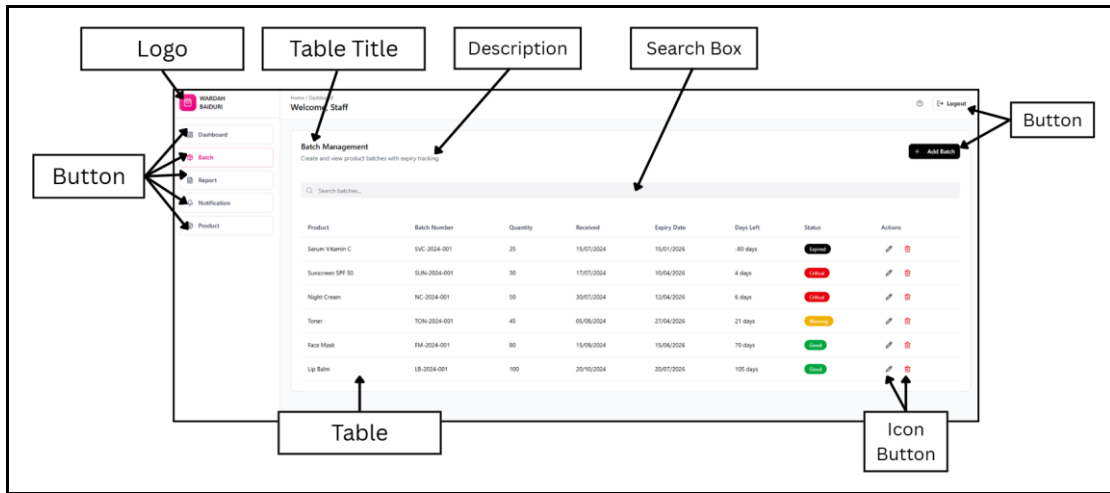 Logo
Table Title
Description
Search Box
WARDAH
BAIDURI
Home / Dashboard
Welcome, Staff
Logout
Button
Dashboard
Batch
Report
Notification
Product
Button
Batch Management
Create and view product batches with expiry tracking
Add Batch
Search batches...
Product Batch Number Quantity Received Expiry Date Days Left Status Actions
Serum Vitamin C SVC-2024-001 25 15/07/2024 15/01/2026 -80 days Expired
Sunscreen SPF 50 SUN-2024-001 30 17/07/2024 10/04/2026 4 days Critical
Night Cream NC-2024-001 50 30/07/2024 12/04/2026 6 days Critical
Toner TON-2024-001 45 05/08/2024 27/04/2026 21 days Warning
Face Mask FM-2024-001 80 15/09/2024 15/06/2026 70 days Good
Lip Balm LB-2024-001 100 20/10/2024 20/07/2026 105 days Good
Table
Icon
Button